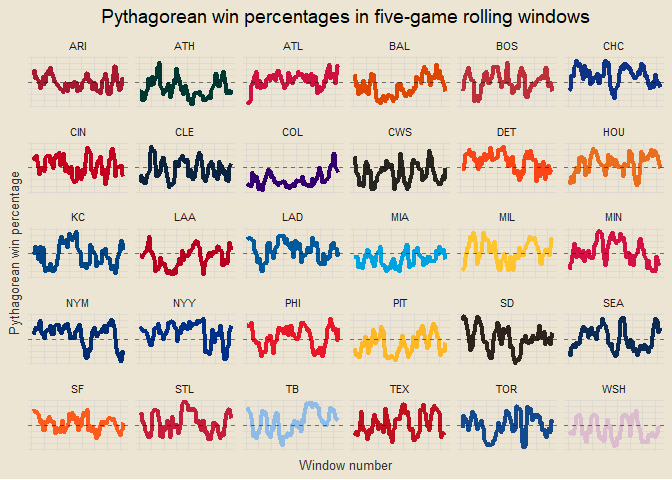 Pythagorean win percentages in five-game rolling windows
ARI ATH ATL BAL BOS CHC
CIN CLE COL CWS DET HOU
KC LAA LAD MIA MIL MIN
NYM NYY PHI PIT SD SEA
SF STL TB TEX TOR WSH
Pythagorean win percentage
Window number